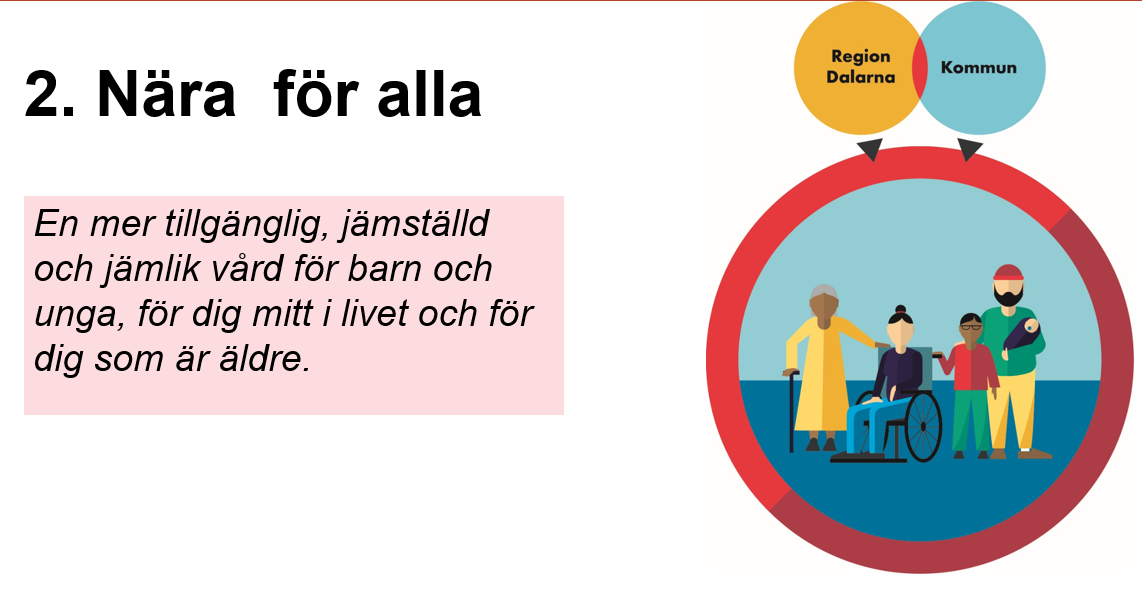 2. Nära  för alla
En mer tillgänglig, jämställd
och jämlik vård för barn och
unga, för dig mitt i livet och för
dig som är äldre.
Region
Dalarna
Kommun